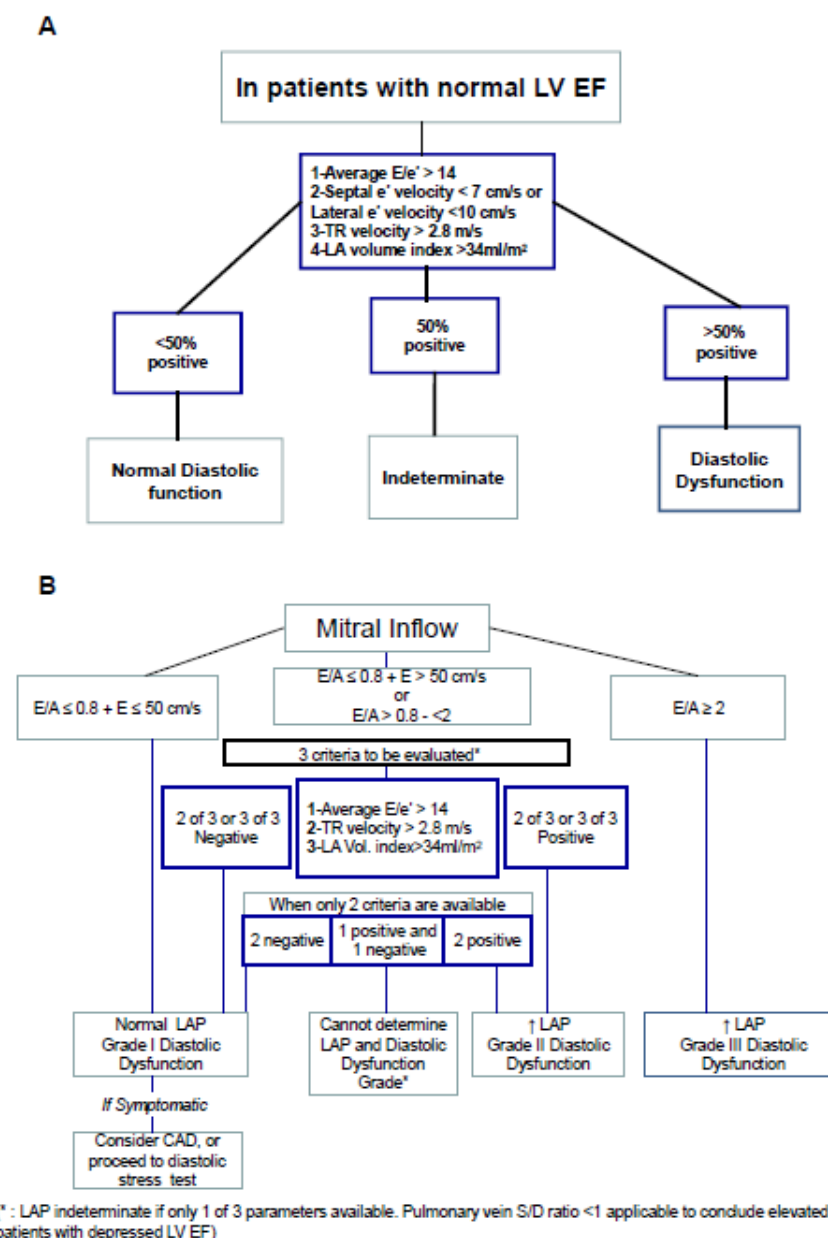 A
In patients with normal LV EF
1-Average E/e' > 14
2-Septal e' velocity < 7 cm/s or
Lateral e' velocity <10 cm/s
3-TR velocity > 2.8 m/s
4-LA volume index >34ml/m²
<50%
positive
50%
positive
>50%
positive
Normal Diastolic
function
Indeterminate
Diastolic
Dysfunction
B
Mitral Inflow
E/A ≤ 0.8 + E ≤ 50 cm/s
E/A ≤ 0.8 + E > 50 cm/s
or
E/A > 0.8 - <2
E/A ≥ 2
3 criteria to be evaluated*
2 of 3 or 3 of 3
Negative
1-Average E/e' > 14
2-TR velocity > 2.8 m/s
3-LA Vol. index>34ml/m²
2 of 3 or 3 of 3
Positive
When only 2 criteria are available
2 negative
1 positive and
1 negative
2 positive
Normal LAP
Grade I Diastolic
Dysfunction
Cannot determine
LAP and Diastolic
Dysfunction
Grade*
↑ LAP
Grade II Diastolic
Dysfunction
↑ LAP
Grade III Diastolic
Dysfunction
If Symptomatic
Consider CAD, or
proceed to diastolic
stress test
(* : LAP indeterminate if only 1 of 3 parameters available. Pulmonary vein S/D ratio <1 applicable to conclude elevated
patients with depressed LV EF)